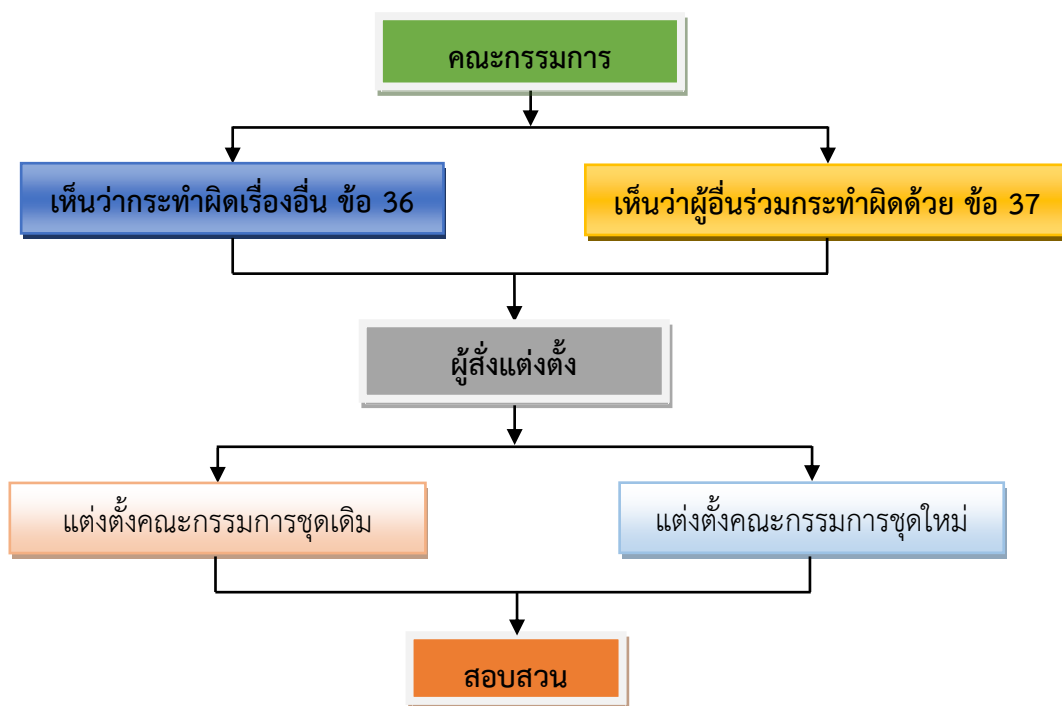 คณะกรรมการ
เห็นว่ากระทำผิดเรื่องอื่น ข้อ 36
เห็นว่าผู้อื่นร่วมกระทำผิดด้วย ข้อ 37
ผู้สั่งแต่งตั้ง
แต่งตั้งคณะกรรมการชุดเดิม
แต่งตั้งคณะกรรมการชุดใหม่
สอบสวน